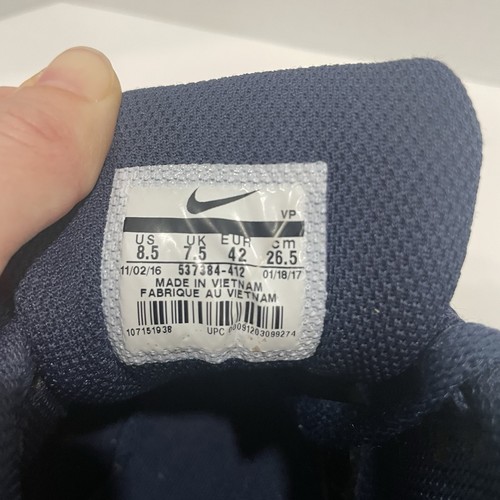 VP
US UK EUR cm
8.5 7.5 42 26.5
11/02/16 537384-412 01/18/17
MADE IN VIETNAM
FABRIQUE AU VIETNAM
107151938 UPC 00091203099274